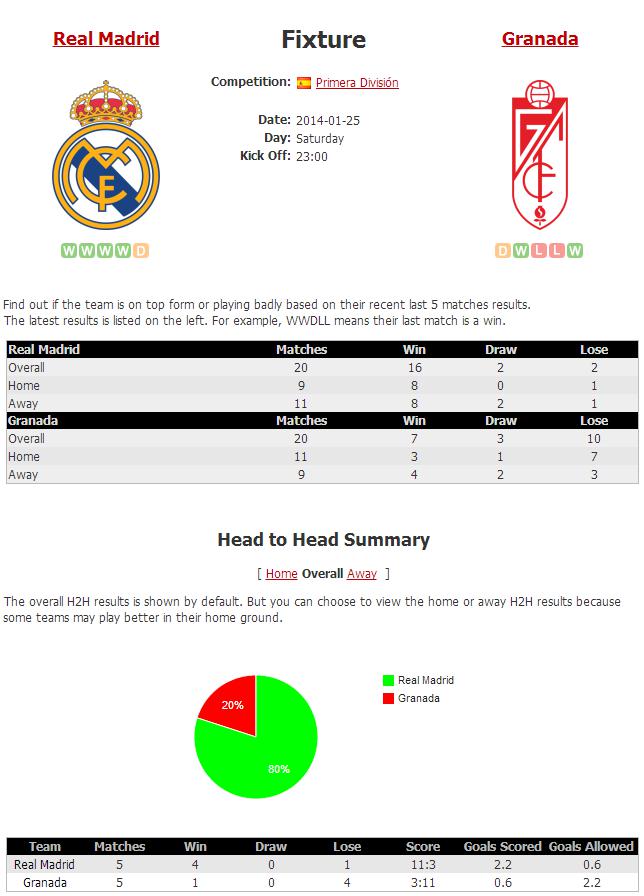 Real Madrid
Fixture
Granada
Competition: Primera División
Date: 2014-01-25
Day: Saturday
Kick Off: 23:00
W W W W D
D W L L W
Find out if the team is on top form or playing badly based on their recent last 5 matches results.
The latest results is listed on the left. For example, WWDLL means their last match is a win.
Real Madrid Matches Win Draw Lose
Overall 20 16 2 2
Home 9 8 0 1
Away 11 8 2 1
Granada Matches Win Draw Lose
Overall 20 7 3 10
Home 11 3 1 7
Away 9 4 2 3
Head to Head Summary
[ Home Overall Away ]
The overall H2H results is shown by default. But you can choose to view the home or away H2H results because
some teams may play better in their home ground.
Real Madrid
Granada
20%
80%
Team Matches Win Draw Lose Score Goals Scored Goals Allowed
Real Madrid 5 4 0 1 11:3 2.2 0.6
Granada 5 1 0 4 3:11 0.6 2.2